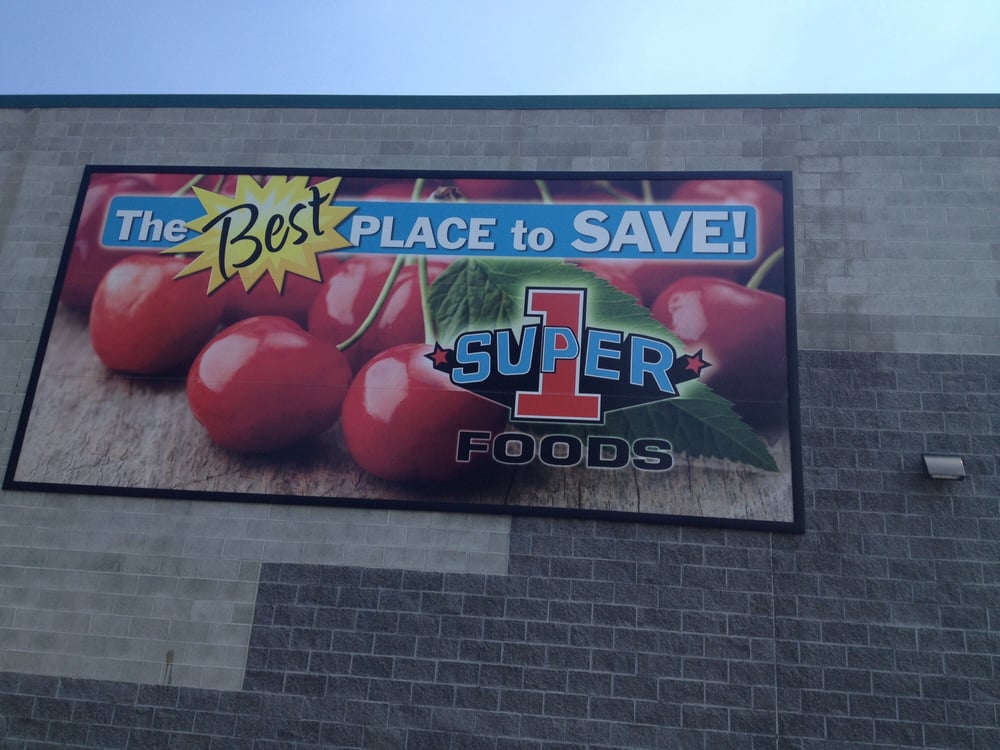 The Best PLACE to SAVE!
SUPER 1
FOODS